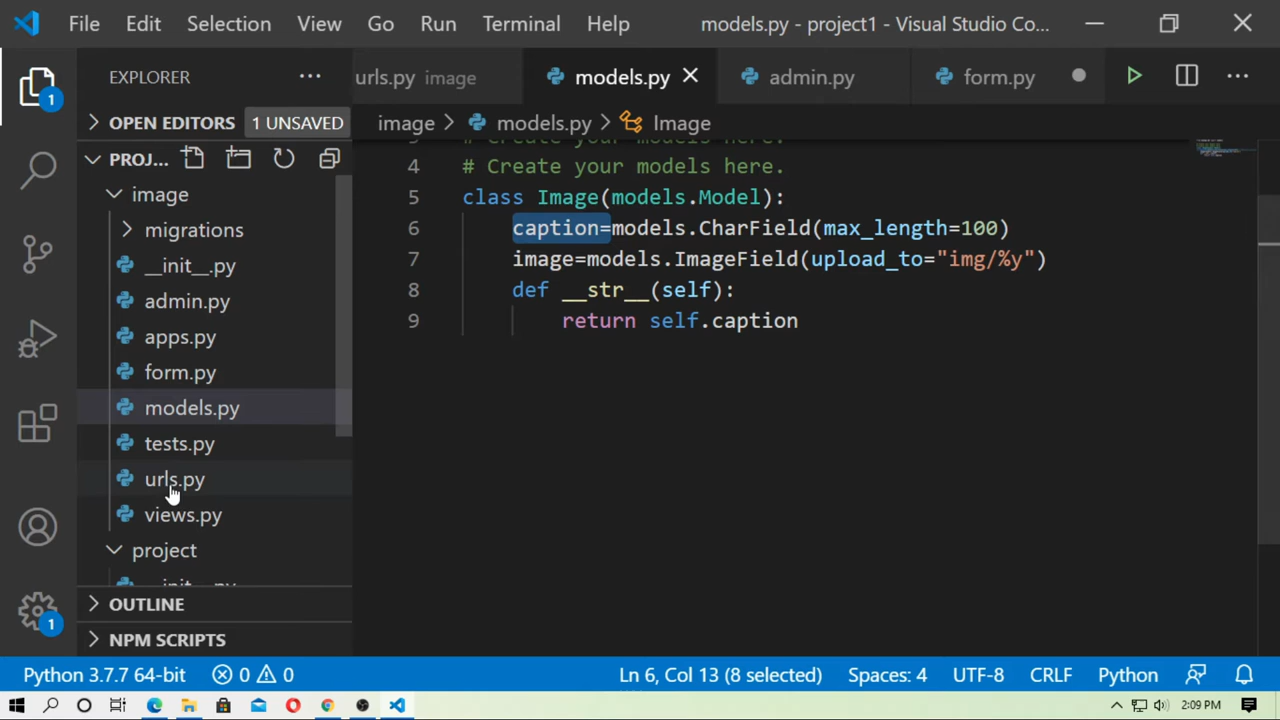 File Edit Selection View Go Run Terminal Help models.py - project1 - Visual Studio Co...
EXPLORER
urls.py image
models.py
admin.py
form.py
1
OPEN EDITORS
1 UNSAVED
image > models.py > Image
PROJ...
image
migrations
__init__.py
admin.py
apps.py
form.py
models.py
tests.py
urls.py
views.py
project
OUTLINE
NPM SCRIPTS
1
4 # Create your models here.
5 class Image(models.Model):
6 caption=models.CharField(max_length=100)
7 image=models.ImageField(upload_to="img/%y")
8 def __str__(self):
9 return self.caption
Python 3.7.7 64-bit 0 0 Ln 6, Col 13 (8 selected) Spaces: 4 UTF-8 CRLF Python
2:09 PM